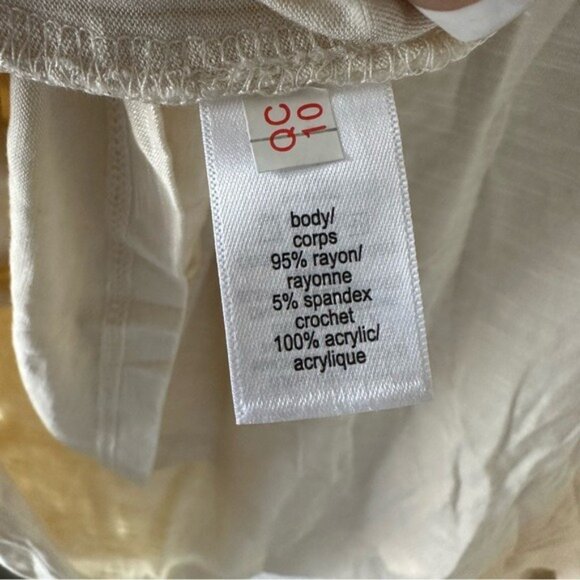 QC
10
body/
corps
95% rayon/
rayonne
5% spandex
crochet
100% acrylic/
acrylique